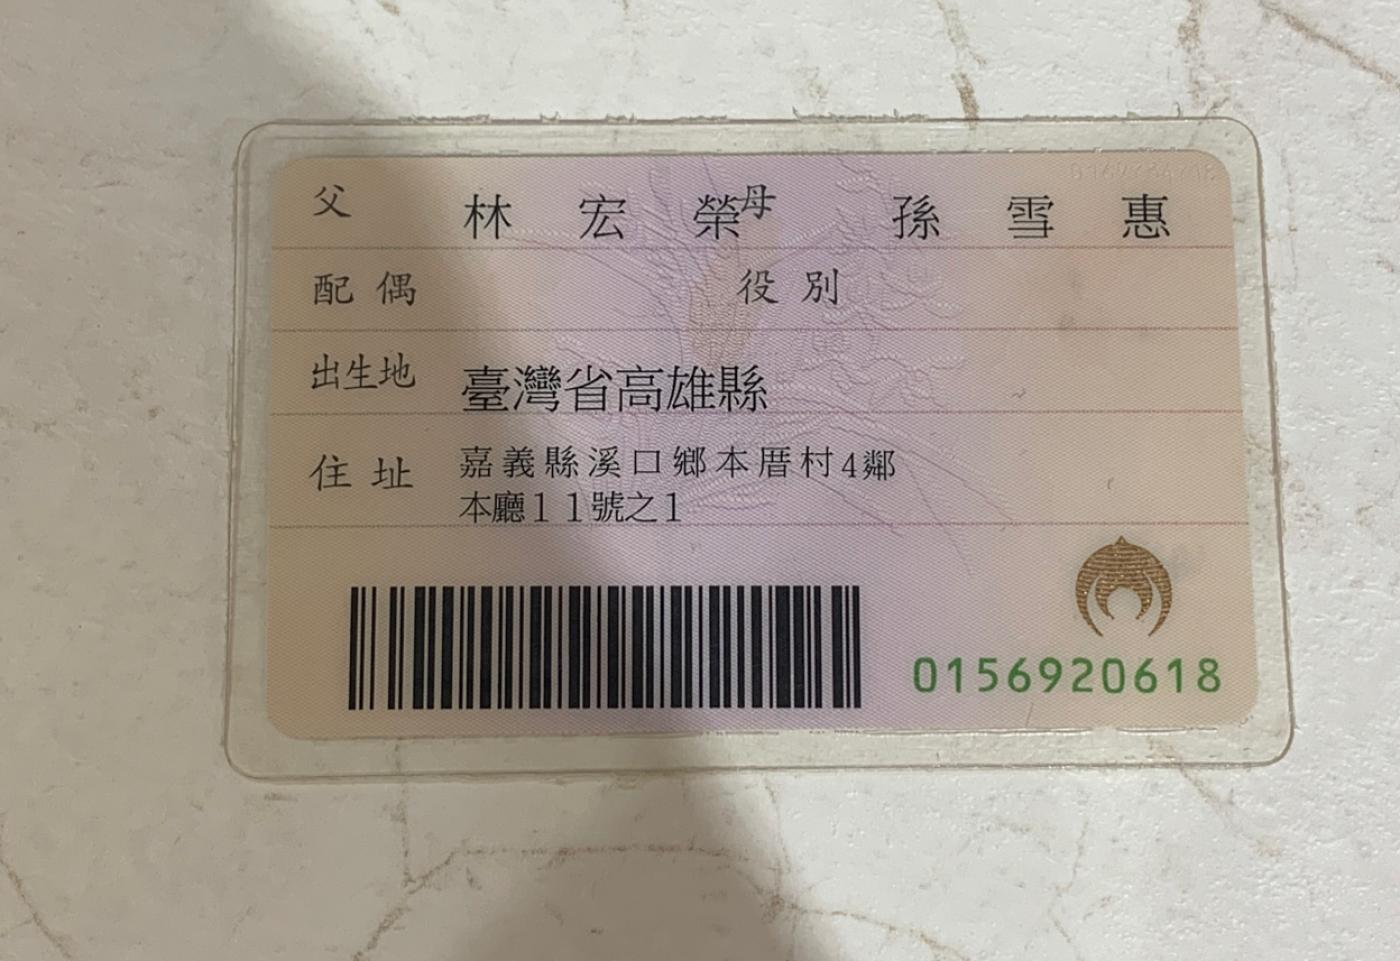 父 林宏榮 母 孫雪惠
配偶 役別
出生地 臺灣省高雄縣
住址 嘉義縣溪口鄉本厝村4鄰
本廳11號之1
0156920618